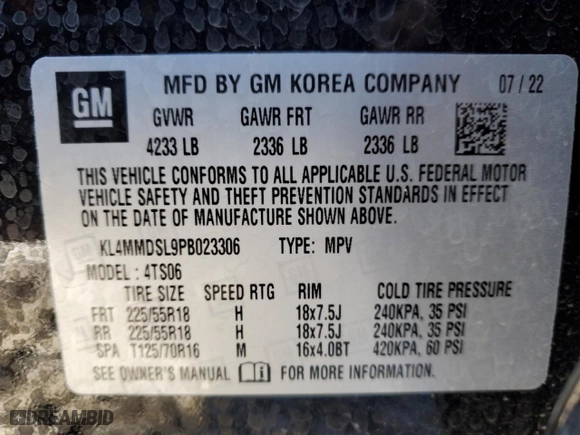 GM MFD BY GM KOREA COMPANY 07 / 22
GVWR GAWR FRT GAWR RR
4233 LB 2336 LB 2336 LB
THIS VEHICLE CONFORMS TO ALL APPLICABLE U.S. FEDERAL MOTOR
VEHICLE SAFETY AND THEFT PREVENTION STANDARDS IN EFFECT
ON THE DATE OF MANUFACTURE SHOWN ABOVE.
KL4MMDSL9PB023306 TYPE: MPV
MODEL : 4TS06
TIRE SIZE SPEED RTG RIM COLD TIRE PRESSURE
FRT 225/55R18 H 18x7.5J 240KPA, 35 PSI
RR 225/55R18 H 18x7.5J 240KPA, 35 PSI
SPA T125/70R16 M 16x4.0BT 420KPA, 60 PSI
SEE OWNER'S MANUAL i FOR MORE INFORMATION.
DREAMBID